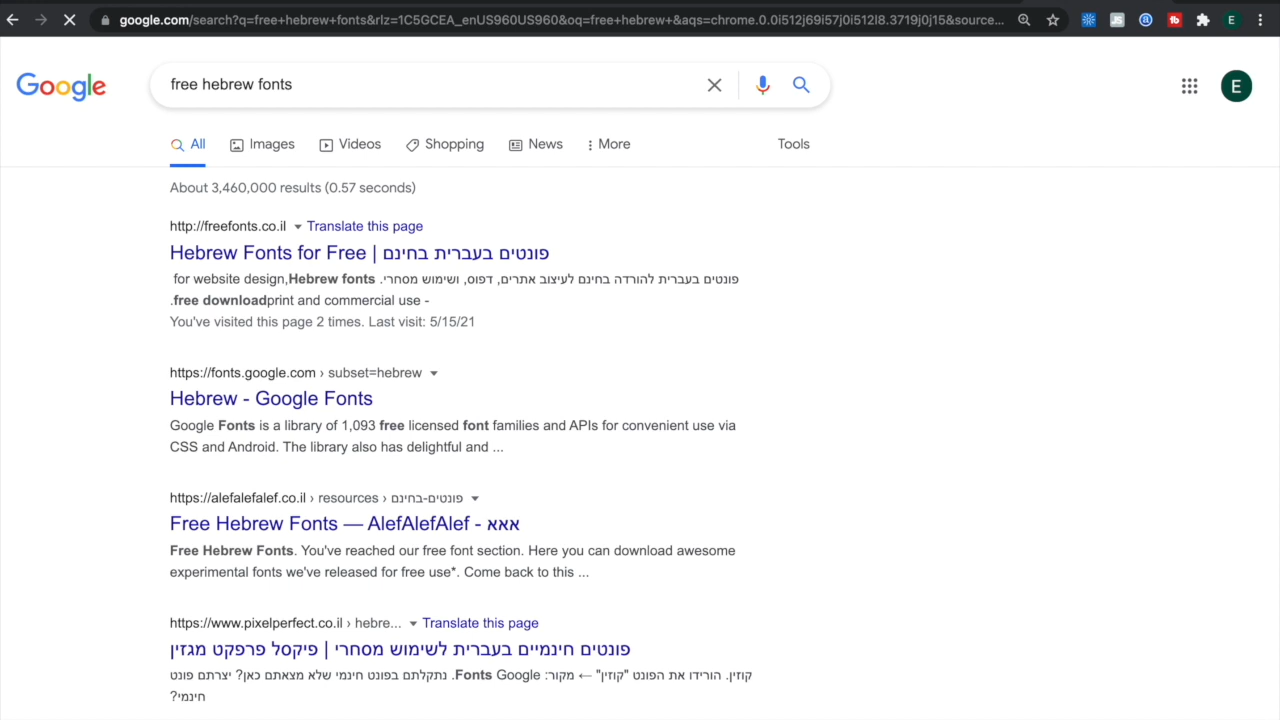 google.com/search?q=free+hebrew+fonts&rlz=1C5GCEA_enUS960US960&oq=free+hebrew+&aqs=chrome.0.0i512j69i57j0i512l8.3719j0j15&source...
Google
free hebrew fonts
E
All Images Videos Shopping News More Tools
About 3,460,000 results (0.57 seconds)
http://freefonts.co.il Translate this page
Hebrew Fonts for Free | פונטים בעברית בחינם
for website design,Hebrew fonts .פונטים בעברית להורדה בחינם לעיצוב אתרים, דפוס, ושימוש מסחרי
.free downloadprint and commercial use -
You've visited this page 2 times. Last visit: 5/15/21
https://fonts.google.com › subset=hebrew
Hebrew - Google Fonts
Google Fonts is a library of 1,093 free licensed font families and APIs for convenient use via
CSS and Android. The library also has delightful and ...
https://alefalefalef.co.il › resources › פונטים-בחינם
Free Hebrew Fonts — AlefAlefAlef - אאא
Free Hebrew Fonts. You've reached our free font section. Here you can download awesome
experimental fonts we've released for free use*. Come back to this ...
https://www.pixelperfect.co.il › hebre... Translate this page
פונטים חינמיים בעברית לשימוש מסחרי | פיקסל פרפקט מגזין
קוזין. הורידו את הפונט "קוזין" ← מקור: Fonts Google. נתקלתם בפונט חינמי שלא מצאתם כאן? יצרתם פונט
חינמי?